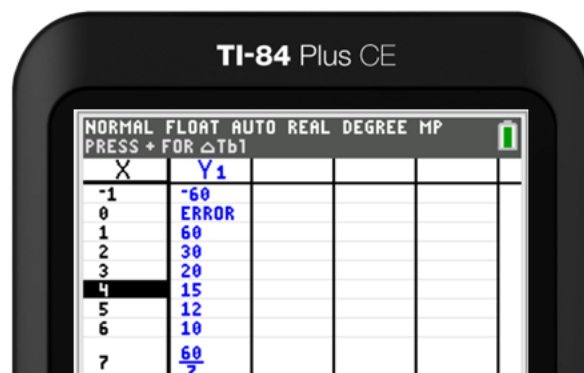 TI-84 Plus CE
NORMAL FLOAT AUTO REAL DEGREE MP
PRESS + FOR △Tbl
X Y1
-1 -60
0 ERROR
1 60
2 30
3 20
4 15
5 12
6 10
7 60/7